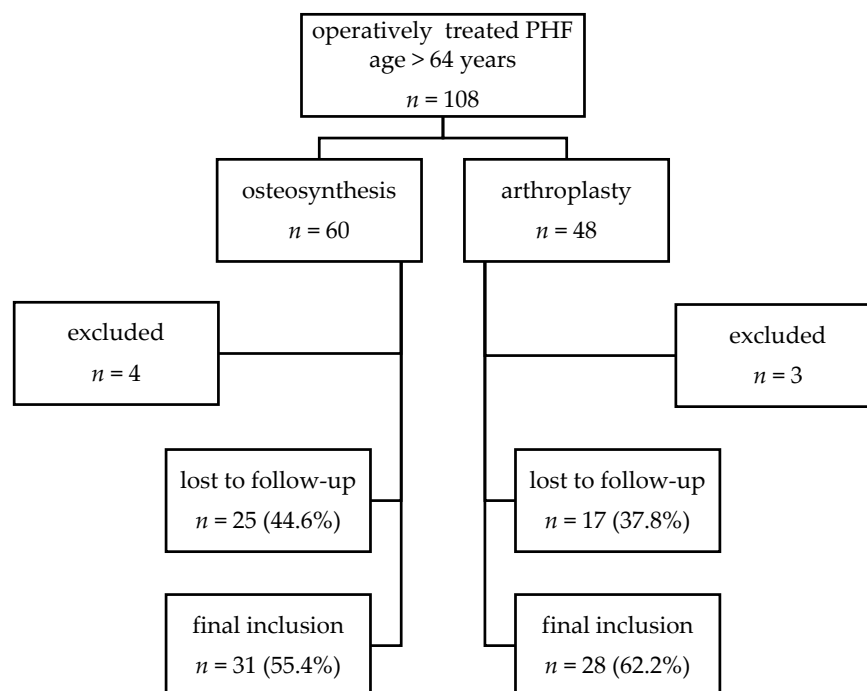 operatively treated PHF
age > 64 years
n = 108
osteosynthesis
n = 60
arthroplasty
n = 48
excluded
n = 4
excluded
n = 3
lost to follow-up
n = 25 (44.6%)
lost to follow-up
n = 17 (37.8%)
final inclusion
n = 31 (55.4%)
final inclusion
n = 28 (62.2%)